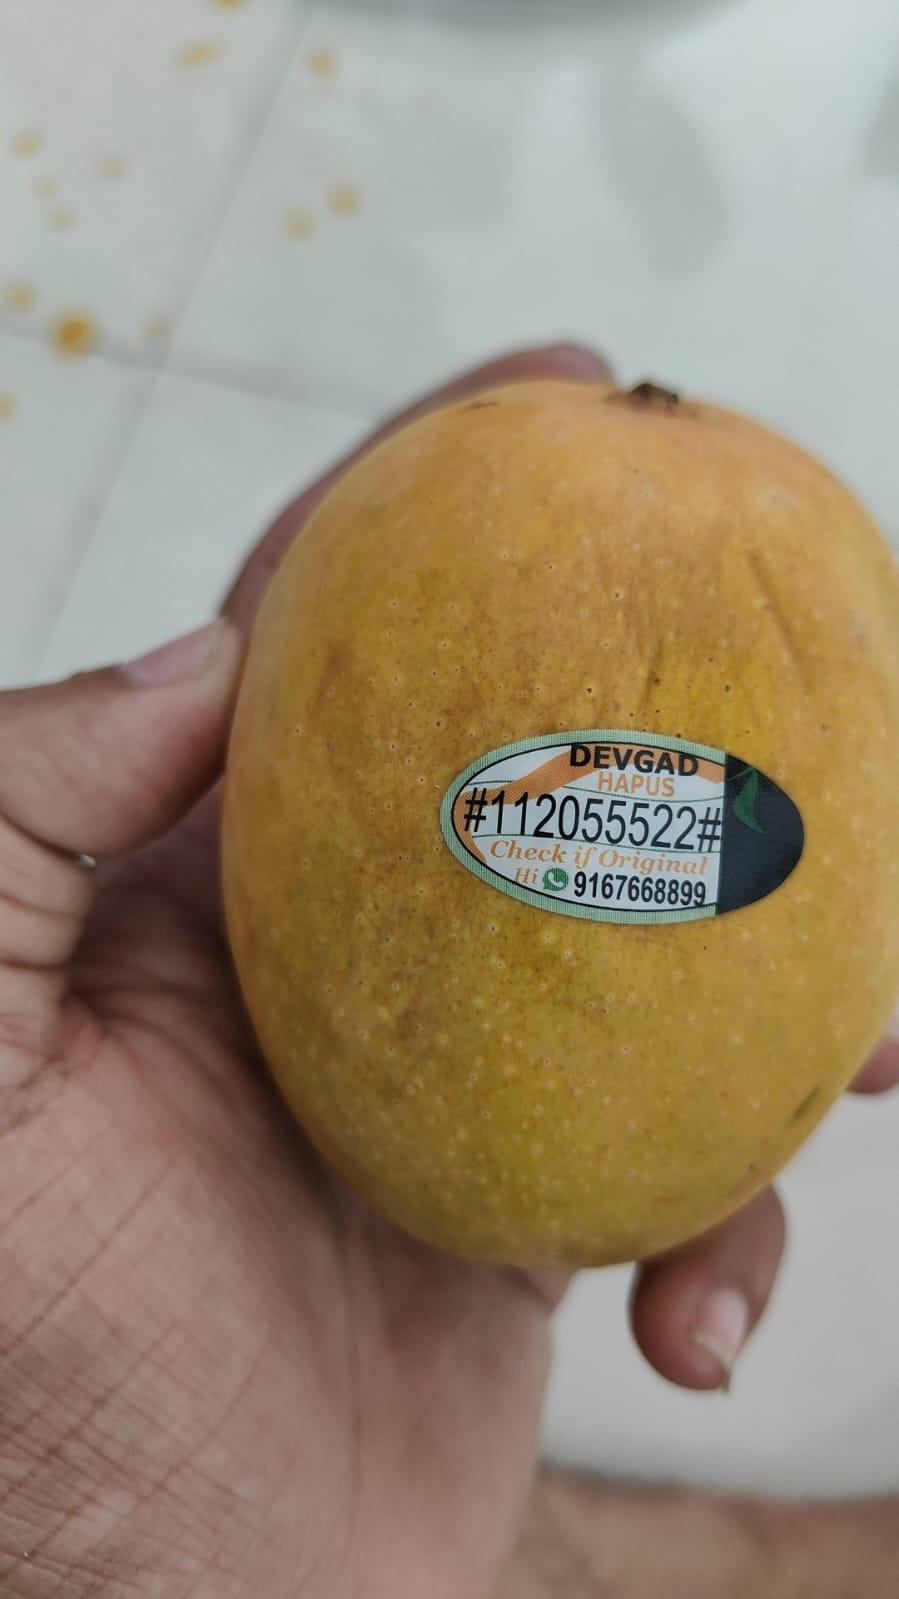 DEVGAD
HAPUS
#112055522#
Check if Original
Hi 9167668899